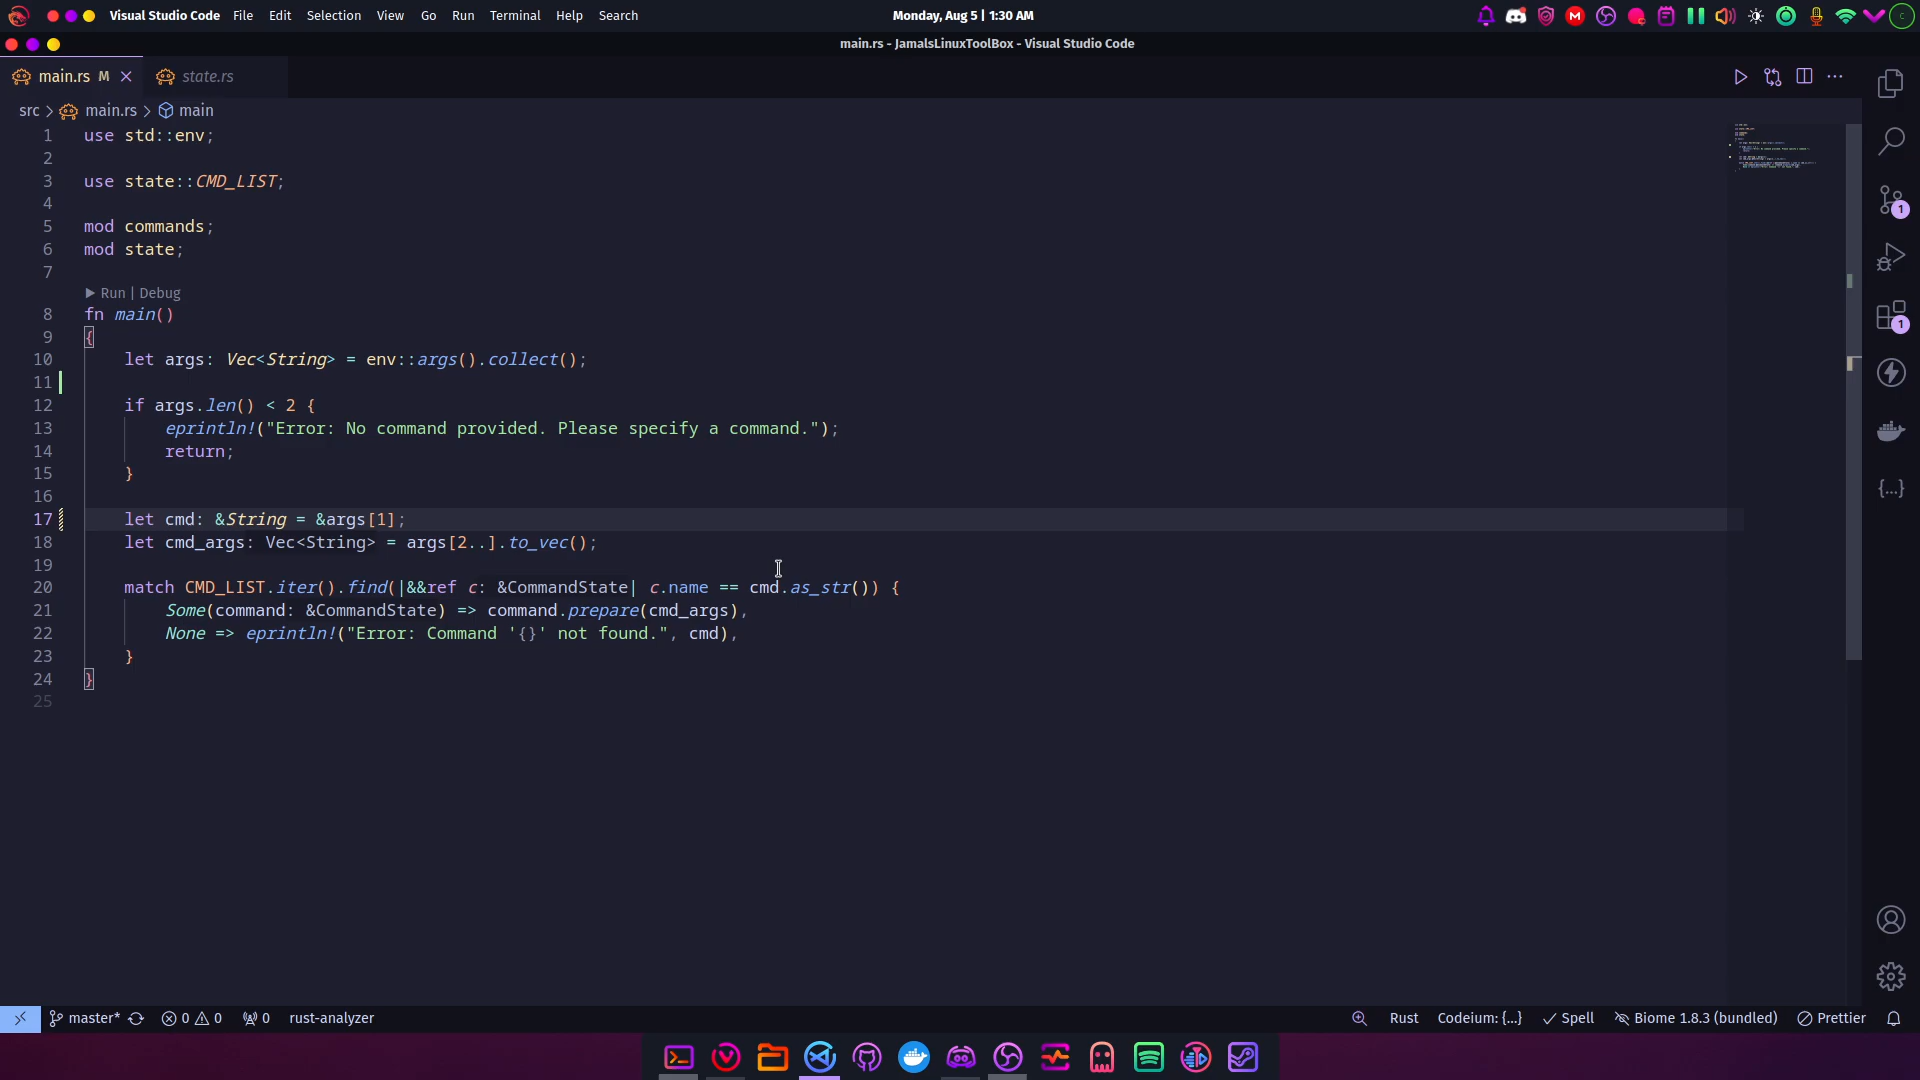 Visual Studio Code File Edit Selection View Go Run Terminal Help Search
Monday, Aug 5 | 1:30 AM
main.rs - JamalsLinuxToolBox - Visual Studio Code
main.rs M state.rs
src > main.rs > main
1 use std::env;
2
3 use state::CMD_LIST;
4
5 mod commands;
6 mod state;
7
Run | Debug
8 fn main()
9 {
10 let args: Vec<String> = env::args().collect();
11
12 if args.len() < 2 {
13 eprintln!("Error: No command provided. Please specify a command.");
14 return;
15 }
16
17 let cmd: &String = &args[1];
18 let cmd_args: Vec<String> = args[2..].to_vec();
19
20 match CMD_LIST.iter().find(|&&ref c: &CommandState| c.name == cmd.as_str()) {
21 Some(command: &CommandState) => command.prepare(cmd_args),
22 None => eprintln!("Error: Command '{}' not found.", cmd),
23 }
24 }
25
1
1
master* 0 0 0 rust-analyzer
Rust Codeium: {...} Spell Biome 1.8.3 (bundled) Prettier